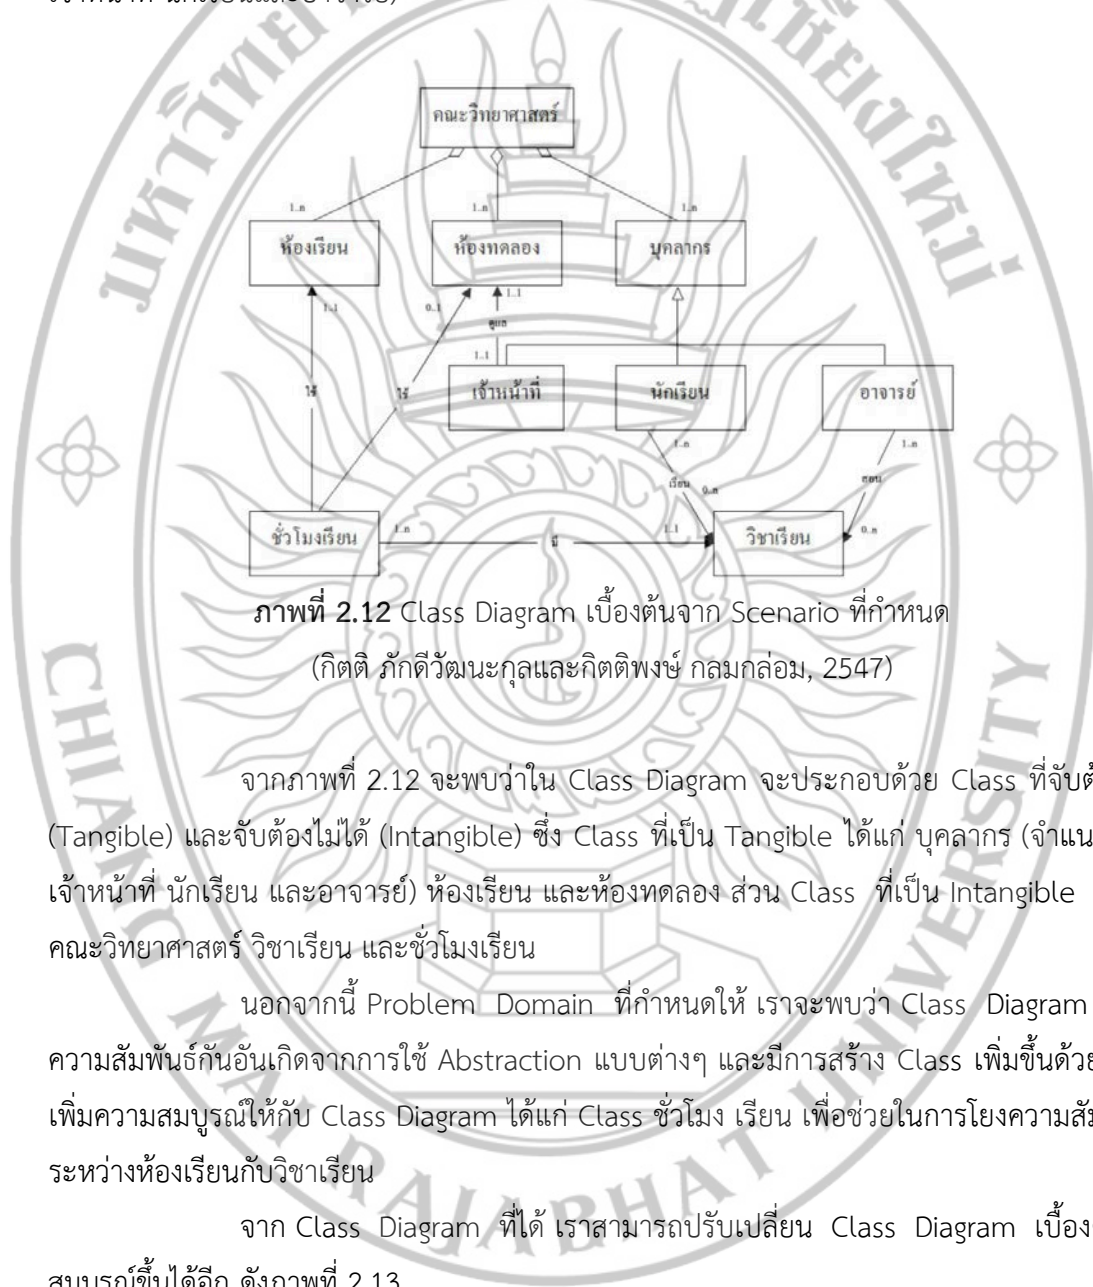 คณะวิทยาศาสตร์
1..n 1..n 1..n
ห้องเรียน ห้องทดลอง บุคลากร
1..1 0..1 1..1
ดูแล
1..1
ใช้ ใช้ เจ้าหน้าที่ นักเรียน อาจารย์
1..n 1..n
เรียน 0..n สอน
ชั่วโมงเรียน 1..n มี 1..1 วิชาเรียน 0..n
ภาพที่ 2.12 Class Diagram เบื้องต้นจาก Scenario ที่กำหนด
(กิตติ ภักดีวัฒนะกุลและกิตติพงษ์ กลมกล่อม, 2547)
จากภาพที่ 2.12 จะพบว่าใน Class Diagram จะประกอบด้วย Class ที่จับต้
(Tangible) และจับต้องไม่ได้ (Intangible) ซึ่ง Class ที่เป็น Tangible ได้แก่ บุคลากร (จำแน
เจ้าหน้าที่ นักเรียน และอาจารย์) ห้องเรียน และห้องทดลอง ส่วน Class ที่เป็น Intangible
คณะวิทยาศาสตร์ วิชาเรียน และชั่วโมงเรียน
นอกจากนี้ Problem Domain ที่กำหนดให้ เราจะพบว่า Class Diagram
ความสัมพันธ์กันอันเกิดจากการใช้ Abstraction แบบต่างๆ และมีการสร้าง Class เพิ่มขึ้นด้วย
เพิ่มความสมบูรณ์ให้กับ Class Diagram ได้แก่ Class ชั่วโมง เรียน เพื่อช่วยในการโยงความสัม
ระหว่างห้องเรียนกับวิชาเรียน
จาก Class Diagram ที่ได้ เราสามารถปรับเปลี่ยน Class Diagram เบื้อง
สมบูรณ์ขึ้นได้อีก ดังภาพที่ 2.13
CHIANG MAI RAJABHAT UNIVERSITY